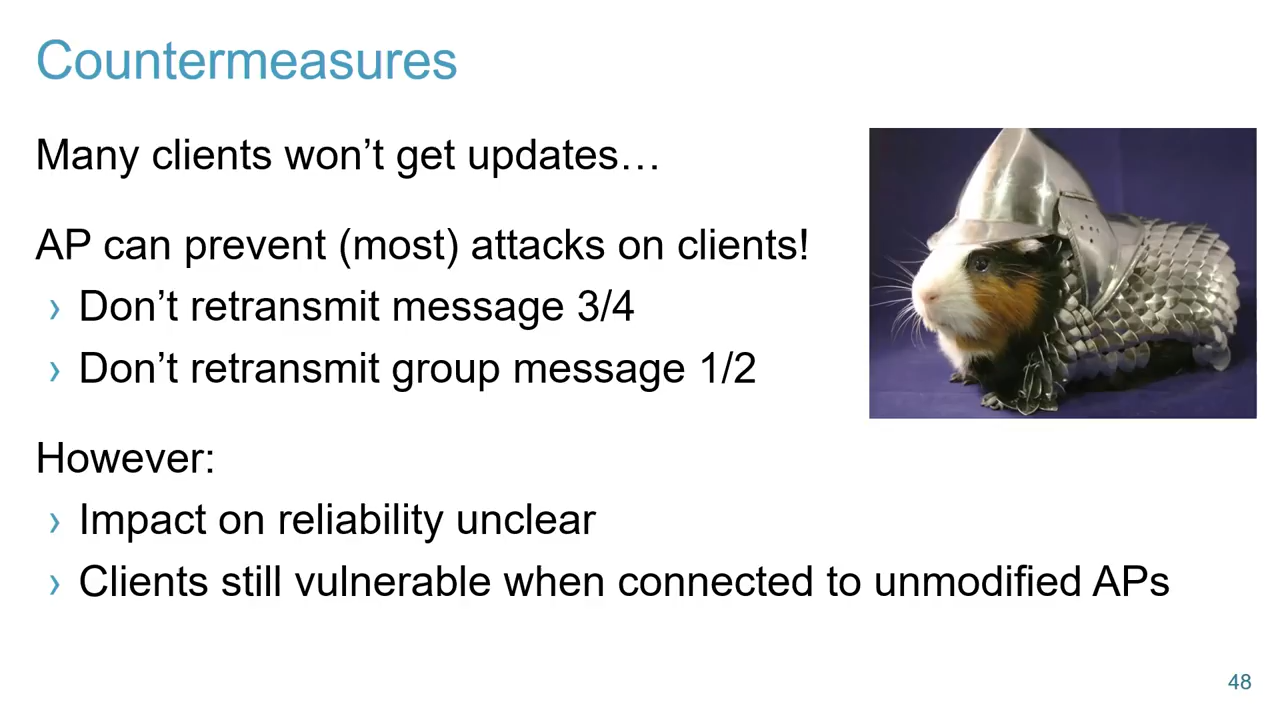 Countermeasures
Many clients won’t get updates…
AP can prevent (most) attacks on clients!
› Don’t retransmit message 3/4
› Don’t retransmit group message 1/2
However:
› Impact on reliability unclear
› Clients still vulnerable when connected to unmodified APs
48